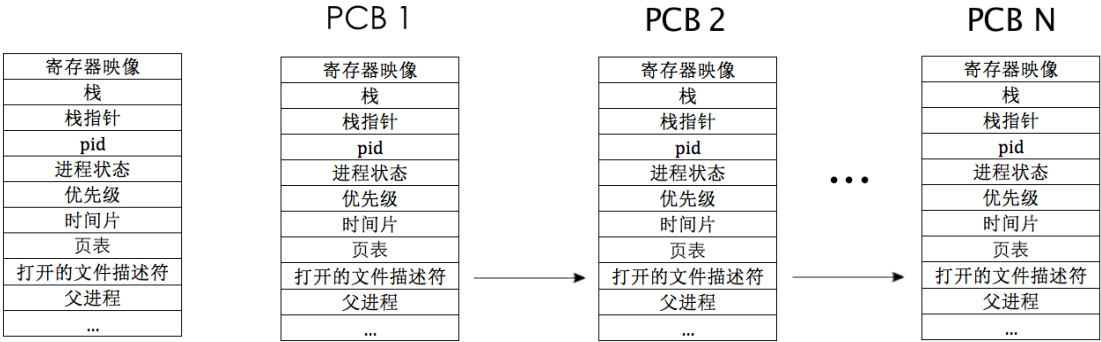 寄存器映像
栈
栈指针
pid
进程状态
优先级
时间片
页表
打开的文件描述符
父进程
...
PCB 1
寄存器映像
栈
栈指针
pid
进程状态
优先级
时间片
页表
打开的文件描述符
父进程
...
PCB 2
寄存器映像
栈
栈指针
pid
进程状态
优先级
时间片
页表
打开的文件描述符
父进程
...
...
PCB N
寄存器映像
栈
栈指针
pid
进程状态
优先级
时间片
页表
打开的文件描述符
父进程
...